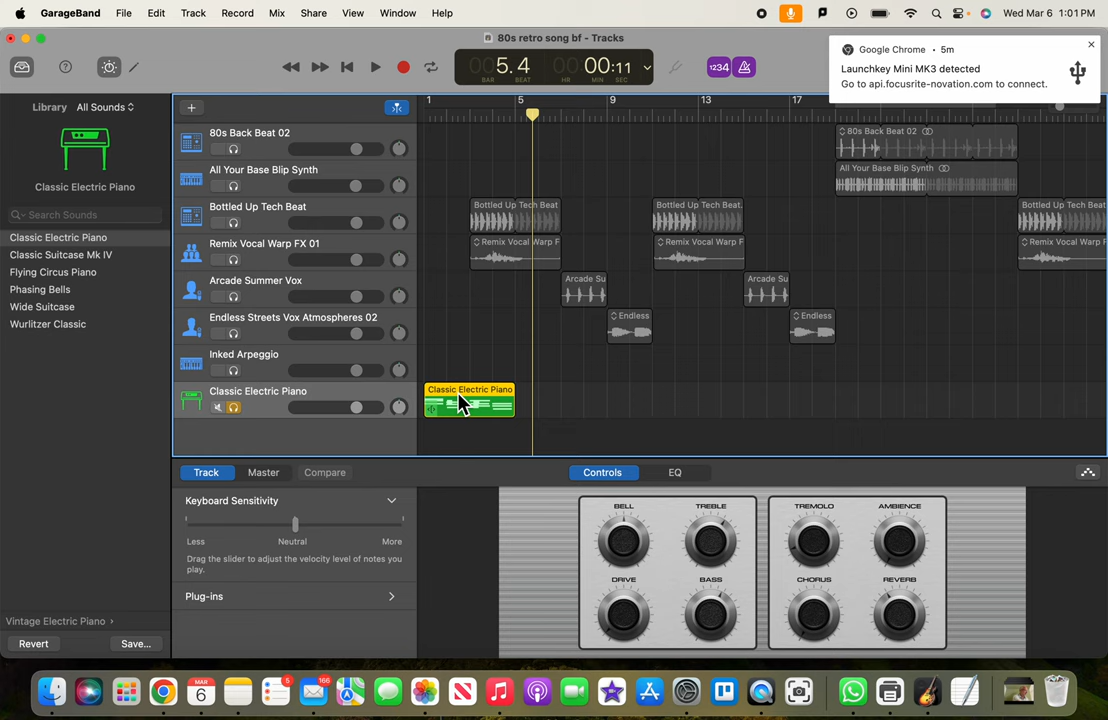 GarageBand File Edit Track Record Mix Share View Window Help
Wed Mar 6 1:01 PM
80s retro song bf - Tracks
005.4
BAR BEAT
00:11
HR MIN SEC
1234
Google Chrome • 5m
Launchkey Mini MK3 detected
Go to api.focusrite-novation.com to connect.
Library All Sounds
Classic Electric Piano
Search Sounds
Classic Electric Piano
Classic Suitcase Mk IV
Flying Circus Piano
Phasing Bells
Wide Suitcase
Wurlitzer Classic
Vintage Electric Piano ›
Revert Save...
1 5 9 13 17
80s Back Beat 02
80s Back Beat 02
All Your Base Blip Synth
All Your Base Blip Synth
Bottled Up Tech Beat
Bottled Up Tech Beat
Bottled Up Tech Beat.
Bottled Up Tech Beat
Remix Vocal Warp FX 01
Remix Vocal Warp F
Remix Vocal Warp F
Remix Vocal Warp F
Arcade Summer Vox
Arcade Su
Arcade Su
Endless Streets Vox Atmospheres 02
Endless
Endless
Inked Arpeggio
Classic Electric Piano
Classic Electric Piano
Track Master Compare
Controls EQ
Keyboard Sensitivity
Less Neutral More
Drag the slider to adjust the velocity level of notes you
play.
Plug-ins
BELL TREBLE TREMOLO AMBIENCE
DRIVE BASS CHORUS REVERB
MAR
6
5
166